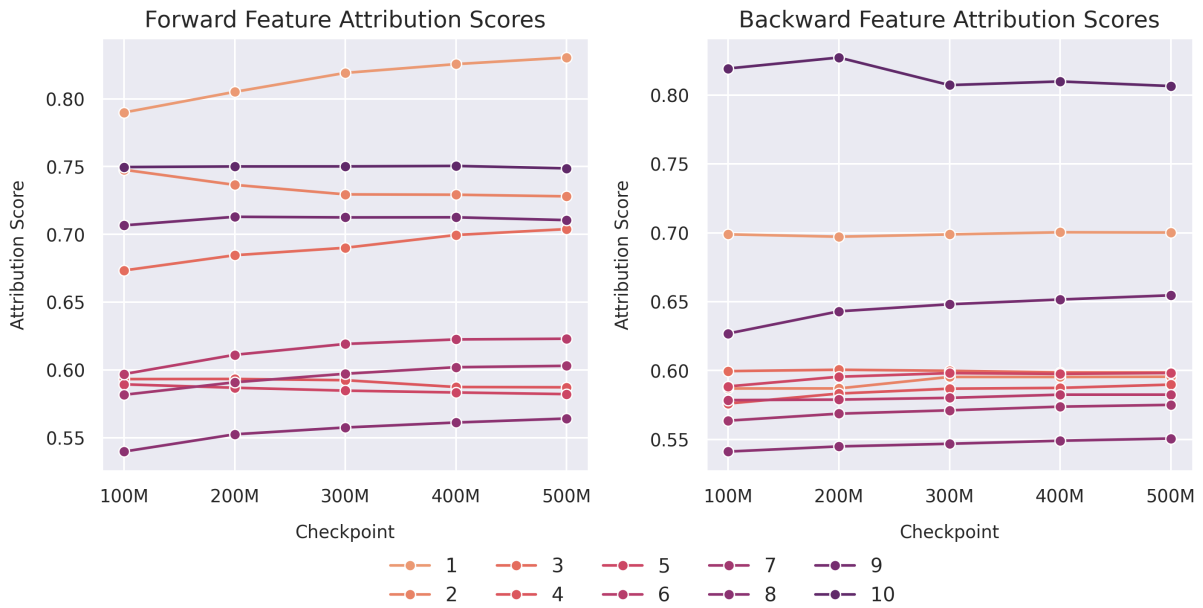 Forward Feature Attribution Scores
Backward Feature Attribution Scores
Attribution Score
0.80
0.75
0.70
0.65
0.60
0.55
100M 200M 300M 400M 500M
Checkpoint
Attribution Score
0.80
0.75
0.70
0.65
0.60
0.55
100M 200M 300M 400M 500M
Checkpoint
1 3 5 7 9
2 4 6 8 10